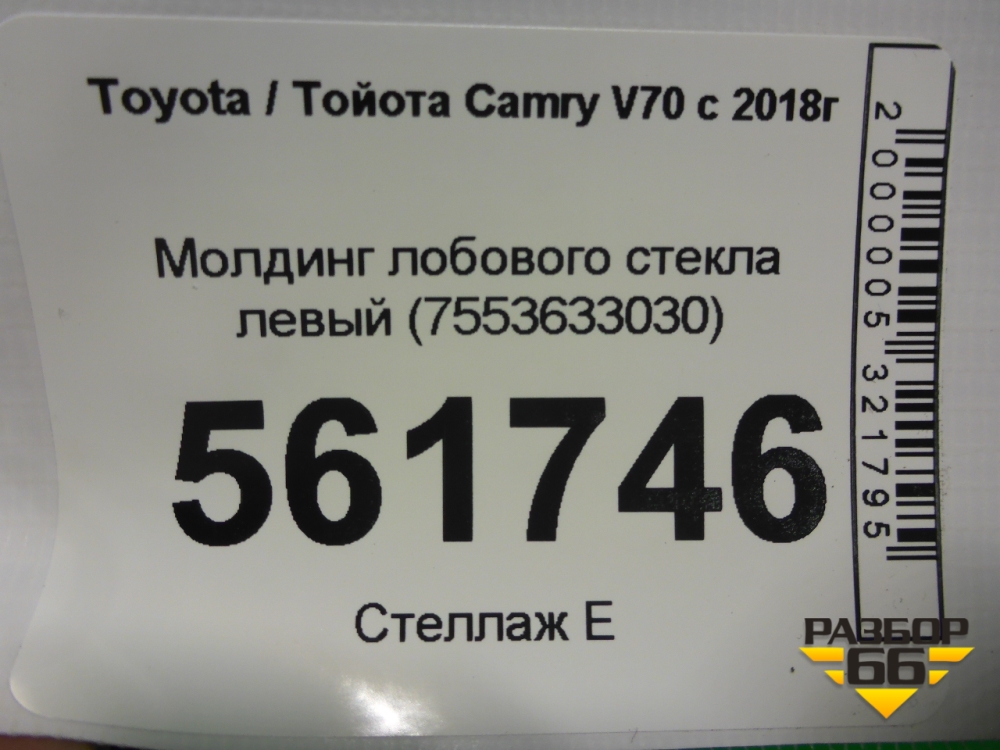 Toyota / Тойота Camry V70 с 2018г
Молдинг лобового стекла
левый (7553633030)
561746
Стеллаж Е
2000005321795
РАЗБОР
66